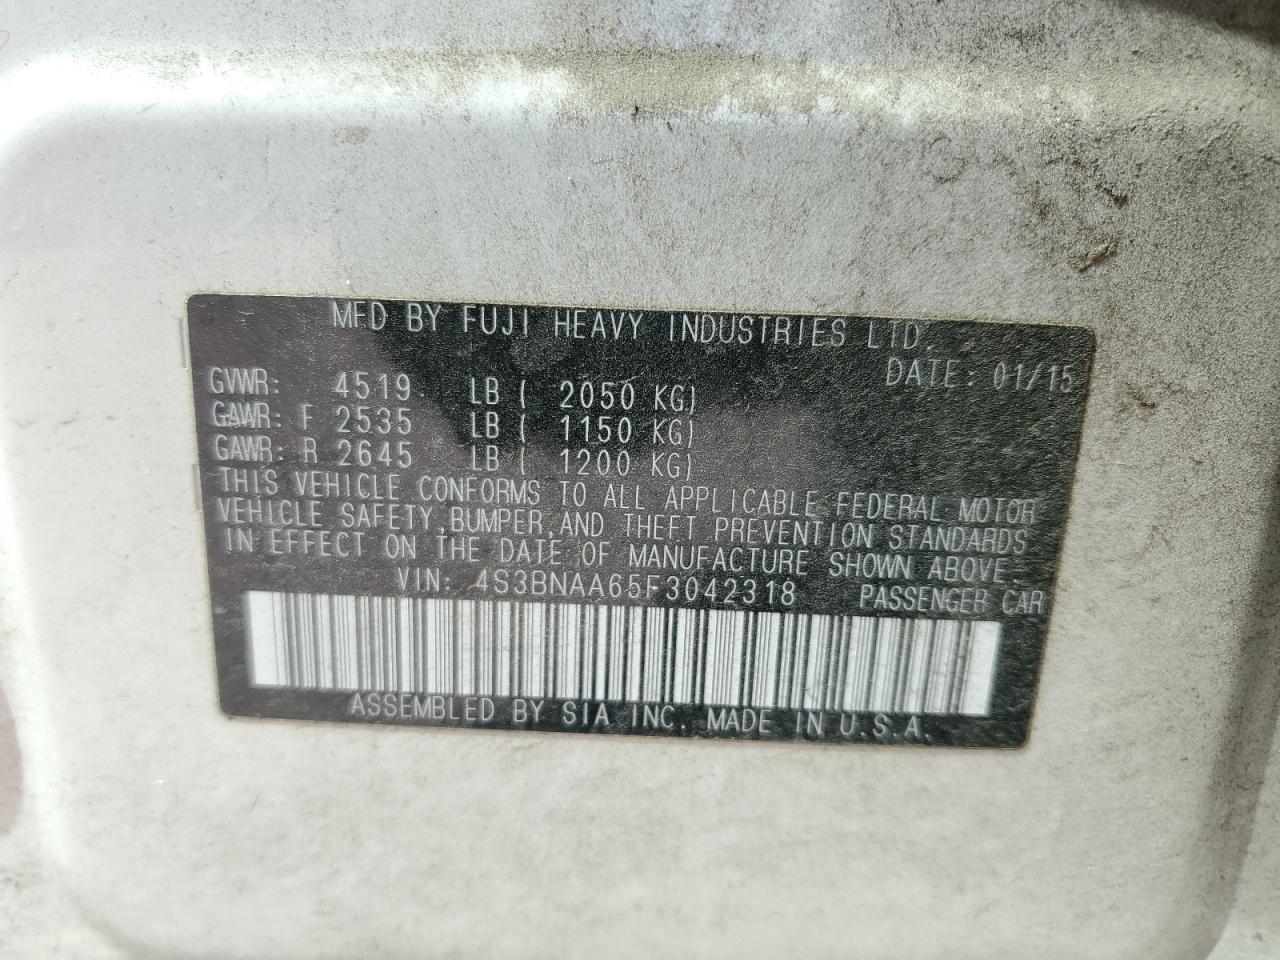 MFD BY FUJI HEAVY INDUSTRIES LTD.
DATE: 01/15
GVWR: 4519 LB ( 2050 KG)
GAWR: F 2535 LB ( 1150 KG)
GAWR: R 2645 LB ( 1200 KG)
THIS VEHICLE CONFORMS TO ALL APPLICABLE FEDERAL MOTOR
VEHICLE SAFETY,BUMPER,AND THEFT PREVENTION STANDARDS
IN EFFECT ON THE DATE OF MANUFACTURE SHOWN ABOVE.
VIN: 4S3BNAA65F3042318 PASSENGER CAR
ASSEMBLED BY SIA INC. MADE IN U.S.A.